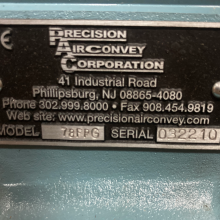 CE
PRECISION
AIRCONVEY
CORPORATION
41 Industrial Road
Phillipsburg, NJ 08865-4080
Phone 302.999.8000 • Fax 908.454.9819
Web site: www.precisionairconvey.com
MODEL 78FPG SERIAL 032210